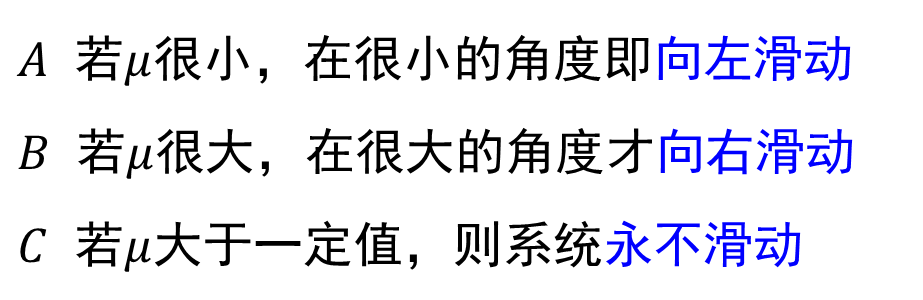 A 若μ很小，在很小的角度即向左滑动
B 若μ很大，在很大的角度才向右滑动
C 若μ大于一定值，则系统永不滑动